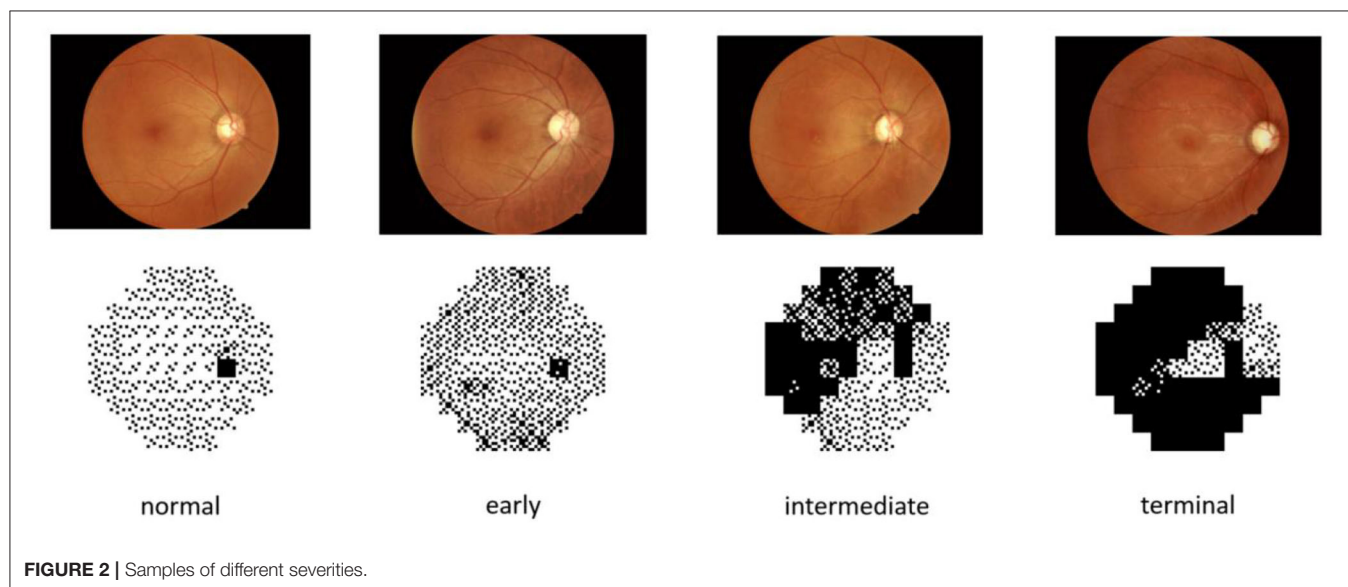 normal
early
intermediate
terminal
FIGURE 2 | Samples of different severities.